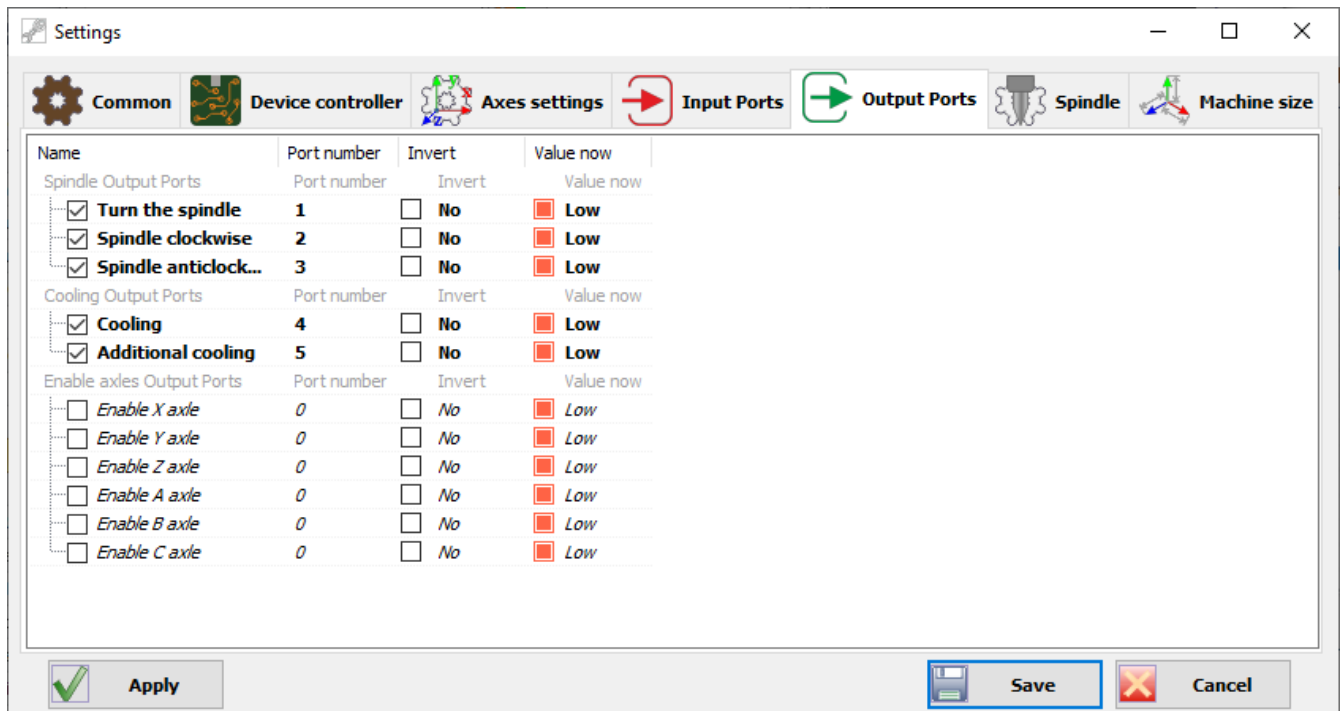 Settings
Common Device controller Axes settings Input Ports Output Ports Spindle Machine size
Name Port number Invert Value now
Spindle Output Ports Port number Invert Value now
Turn the spindle 1 No Low
Spindle clockwise 2 No Low
Spindle anticlock... 3 No Low
Cooling Output Ports Port number Invert Value now
Cooling 4 No Low
Additional cooling 5 No Low
Enable axles Output Ports Port number Invert Value now
Enable X axle 0 No Low
Enable Y axle 0 No Low
Enable Z axle 0 No Low
Enable A axle 0 No Low
Enable B axle 0 No Low
Enable C axle 0 No Low
Apply Save Cancel